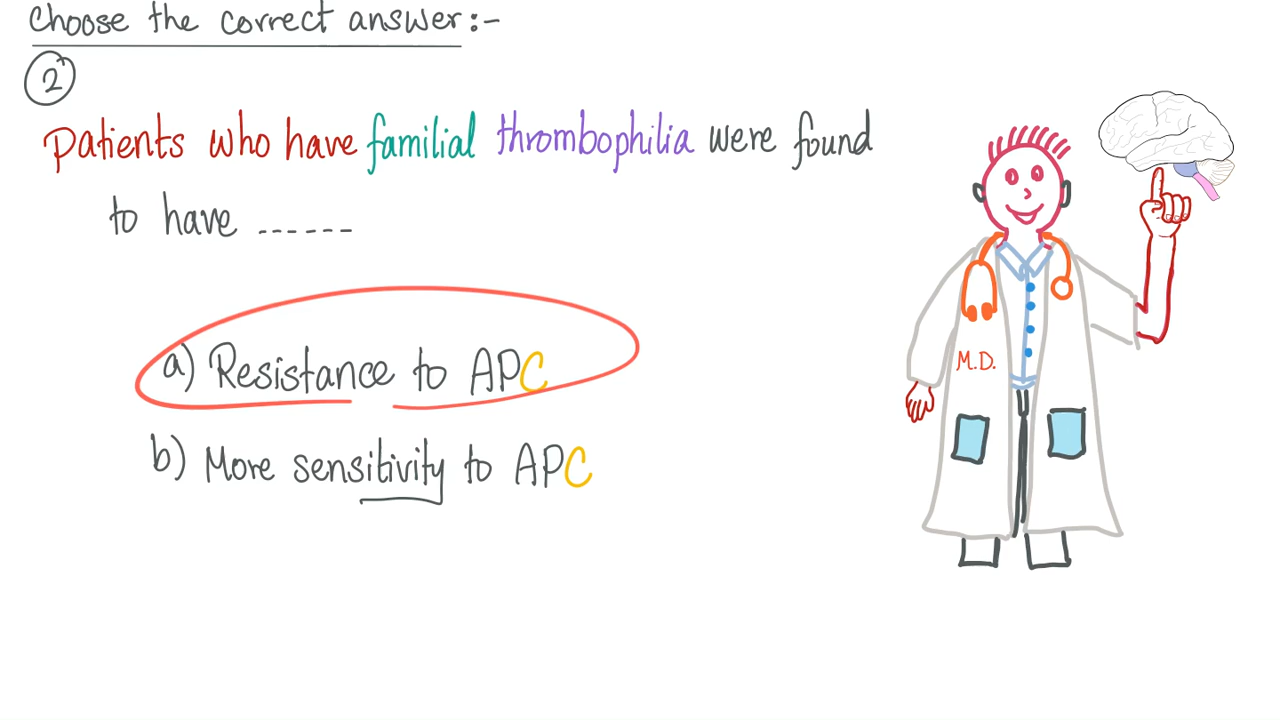 Choose the correct answer:-
2
Patients who have familial thrombophilia were found
to have ------
a) Resistance to APC
b) More sensitivity to APC
M.D.